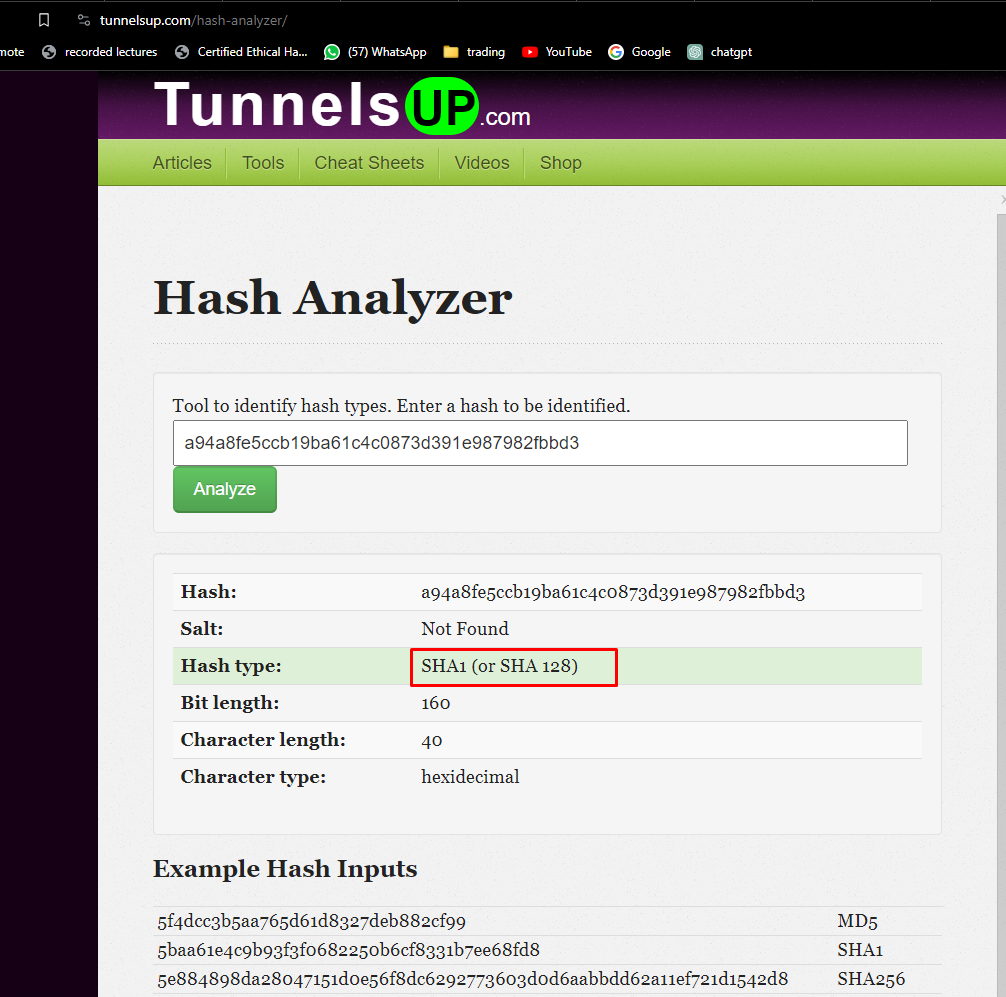 tunnelsup.com/hash-analyzer/
mote recorded lectures Certified Ethical Ha... (57) WhatsApp trading YouTube Google chatgpt
TunnelsUP.com
Articles Tools Cheat Sheets Videos Shop
Hash Analyzer
Tool to identify hash types. Enter a hash to be identified.
a94a8fe5ccb19ba61c4c0873d391e987982fbbd3
Analyze
Hash: a94a8fe5ccb19ba61c4c0873d391e987982fbbd3
Salt: Not Found
Hash type: SHA1 (or SHA 128)
Bit length: 160
Character length: 40
Character type: hexidecimal
Example Hash Inputs
5f4dcc3b5aa765d61d8327deb882cf99 MD5
5baa61e4c9b93f3f0682250b6cf8331b7ee68fd8 SHA1
5e884898da28047151d0e56f8dc6292773603d0d6aabbdd62a11ef721d1542d8 SHA256